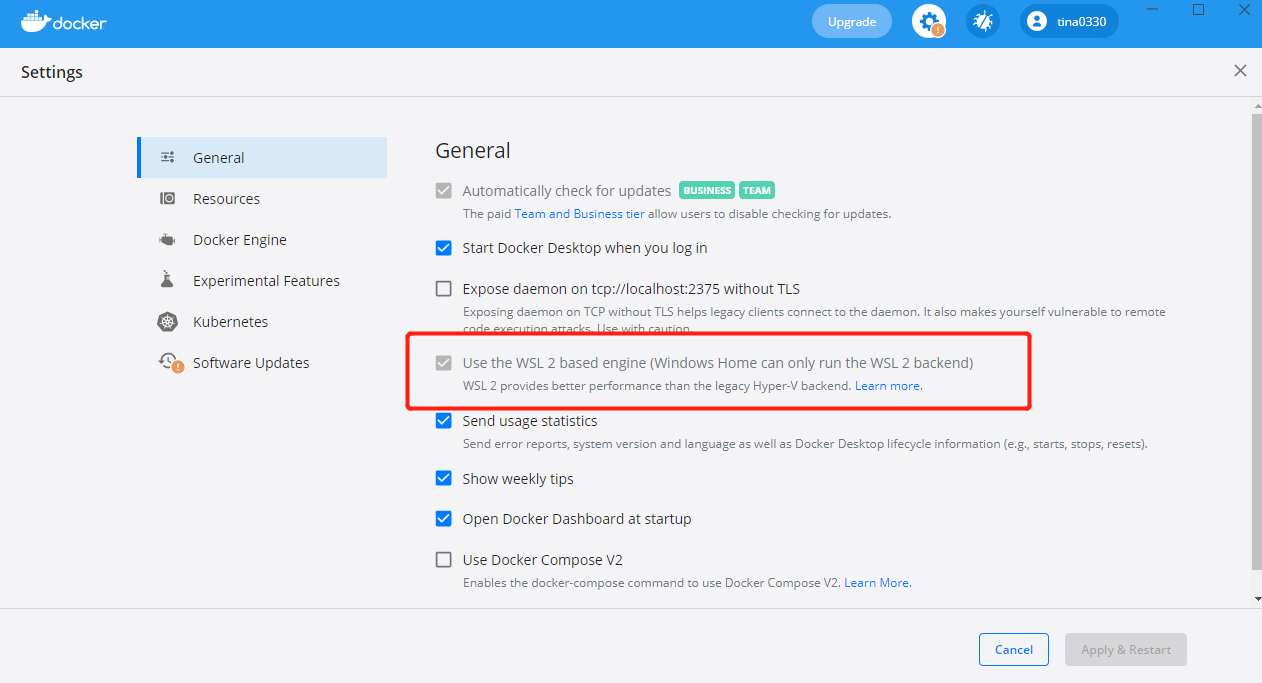 docker
Upgrade
tina0330
Settings
General
Resources
Docker Engine
Experimental Features
Kubernetes
Software Updates
General
Automatically check for updates BUSINESS TEAM
The paid Team and Business tier allow users to disable checking for updates.
Start Docker Desktop when you log in
Expose daemon on tcp://localhost:2375 without TLS
Exposing daemon on TCP without TLS helps legacy clients connect to the daemon. It also makes yourself vulnerable to remote
code execution attacks. Use with caution.
Use the WSL 2 based engine (Windows Home can only run the WSL 2 backend)
WSL 2 provides better performance than the legacy Hyper-V backend. Learn more.
Send usage statistics
Send error reports, system version and language as well as Docker Desktop lifecycle information (e.g., starts, stops, resets).
Show weekly tips
Open Docker Dashboard at startup
Use Docker Compose V2
Enables the docker-compose command to use Docker Compose V2. Learn More.
Cancel
Apply & Restart